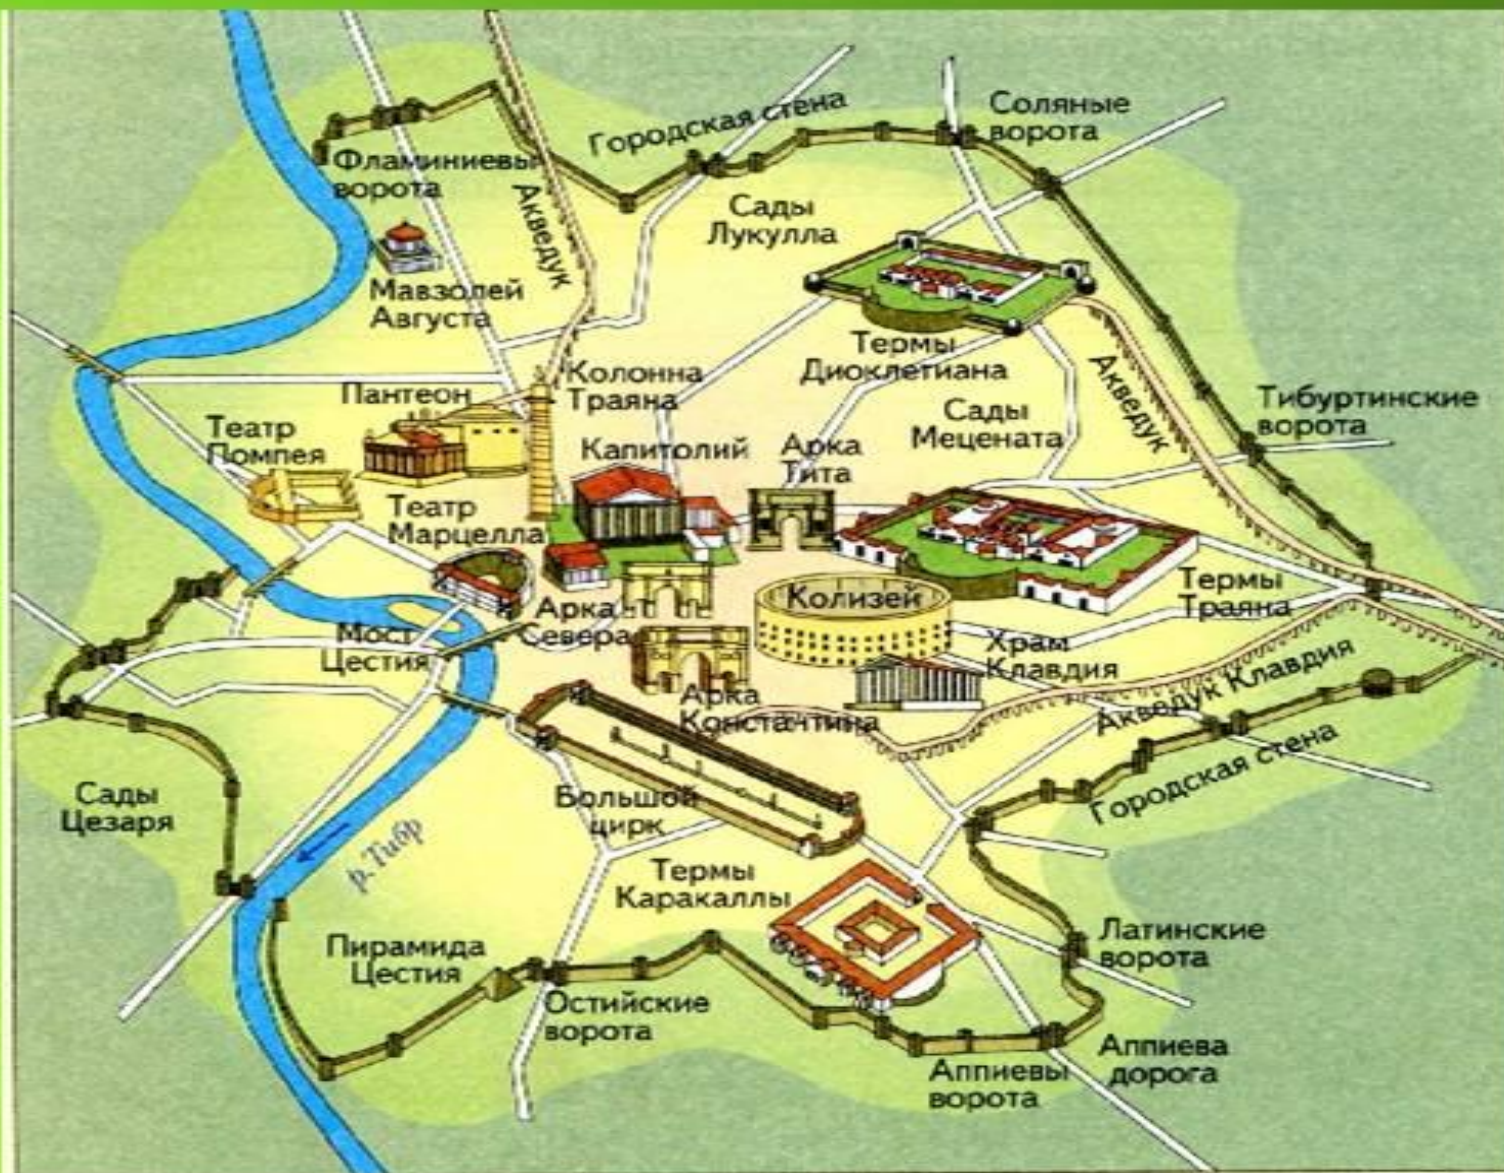 Городская стена
Соляные
ворота
Фламиниевы
ворота
Акведук
Сады
Лукулла
Мавзолей
Августа
Термы
Диоклетиана
Колонна
Траяна
Пантеон
Акведук
Тибуртинские
ворота
Сады
Мецената
Театр
Помпея
Капитолий
Арка
Тита
Театр
Марцелла
Термы
Траяна
Колизей
Арка
Севера
Мост
Цестия
Храм
Клавдия
Акведук Клавдия
Арка
Константина
Городская стена
Сады
Цезаря
Большой
цирк
р. Тибр
Термы
Каракаллы
Пирамида
Цестия
Латинские
ворота
Остийские
ворота
Аппиева
дорога
Аппиевы
ворота